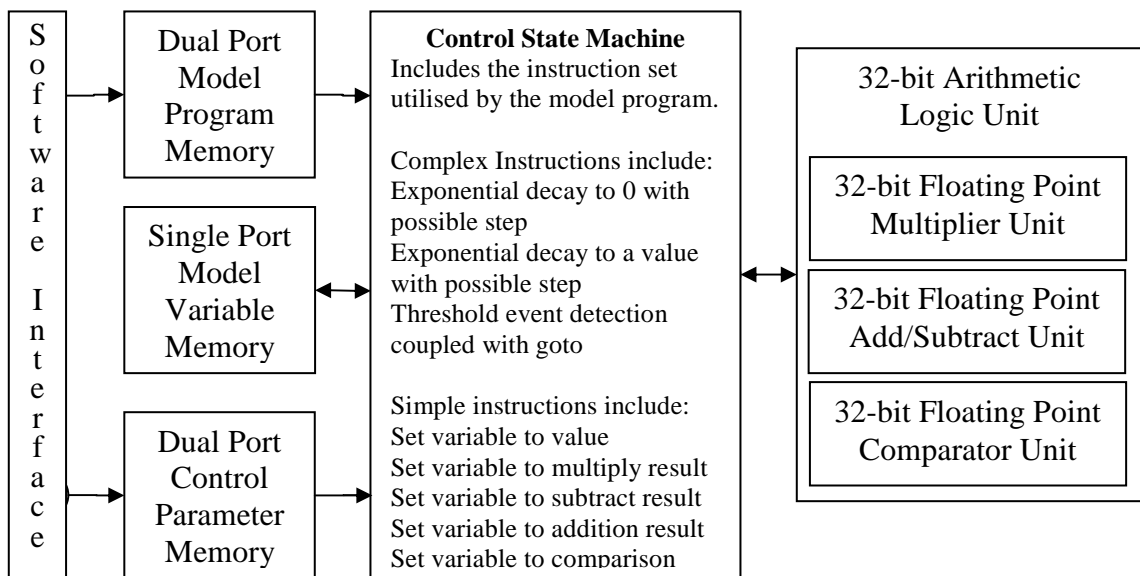 Software Interface
Dual Port
Model
Program
Memory
Single Port
Model
Variable
Memory
Dual Port
Control
Parameter
Memory
Control State Machine
Includes the instruction set
utilised by the model program.
Complex Instructions include:
Exponential decay to 0 with
possible step
Exponential decay to a value
with possible step
Threshold event detection
coupled with goto
Simple instructions include:
Set variable to value
Set variable to multiply result
Set variable to subtract result
Set variable to addition result
Set variable to comparison
32-bit Arithmetic
Logic Unit
32-bit Floating Point
Multiplier Unit
32-bit Floating Point
Add/Subtract Unit
32-bit Floating Point
Comparator Unit